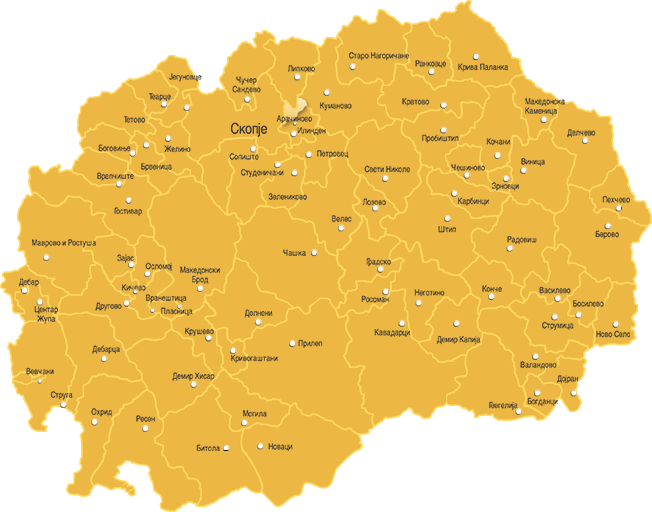 Старо Нагоричане
Ранковце
Крива Паланка
Липково
Јегуновце
Чучер
Сандево
Теарце
Куманово
Кратово
Македонска
Каменица
Тетово
Арачиново
Скопје
Илинден
Пробиштип
Делчево
Боговиње
Желино
Кочани
Брвеница
Сопиште
Петровец
Виница
Врапчиште
Студеничани
Свети Николе
Чешиново
Зрновци
Зелениково
Карбинци
Пехчево
Гостивар
Лозово
Велес
Штип
Берово
Маврово и Ростуша
Радовиш
Зајас
Чашка
Осломеј
Македонски
Брод
Градско
Дебар
Кичево
Неготино
Конче
Василево
Центар
Жупа
Другово
Вранештица
Росоман
Босилево
Пласница
Долнени
Струмица
Крушево
Кавадарци
Демир Капија
Ново Село
Дебарца
Прилеп
Кривогаштани
Валандово
Вевчани
Демир Хисар
Дојран
Струга
Богданци
Гевгелија
Охрид
Ресен
Могила
Битола
Новаци